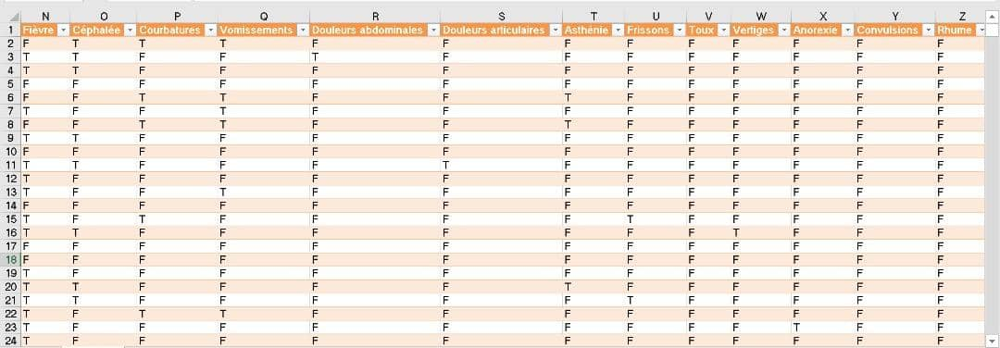 N O P Q R S T U V W X Y Z
1 Fièvre Céphalée Courbatures Vomissements Douleurs abdominales Douleurs articulaires Asthénie Frissons Toux Vertiges Anorexie Convulsions Rhume
2 F T T T F F F F F F F F F
3 T T F F T F F F F F F F F
4 T T F F F F F F F F F F F
5 F F F F F F F F F F F F F
6 F F T T F F T F F F F F F
7 T F F T F F F F F F F F F
8 F F T T F F T F F F F F F
9 T T F F F F F F F F F F F
10 F F F F F F F F F F F F F
11 T T F F F T F F F F F F F
12 T F F F F F F F F F F F F
13 T F F T F F F F F F F F F
14 F F F F F F F F F F F F F
15 T F T F F F F T F F F F F
16 T T F F F F F F F T F F F
17 F F F F F F F F F F F F F
18 F F F F F F F F F F F F F
19 T F F F F F F F F F F F F
20 T T F F F F T F F F F F F
21 T T F F F F F T F F F F F
22 T F T T F F F F F F F F F
23 T F F F F F F F F F T F F
24 T F F F F F F F F F F F F